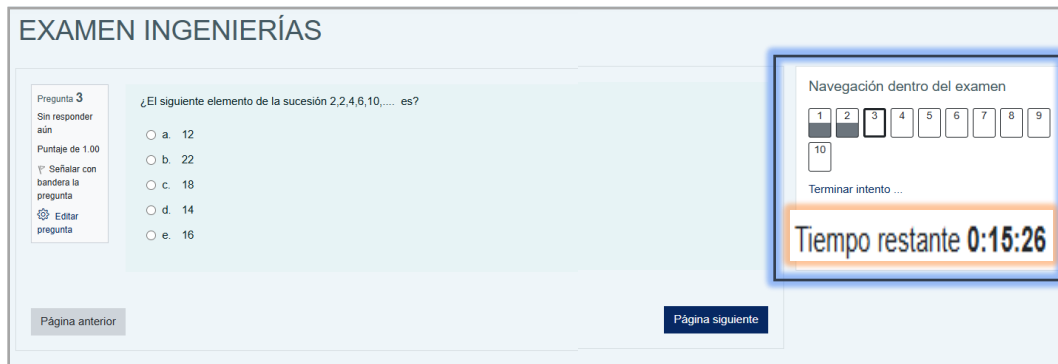 EXAMEN INGENIERÍAS
Pregunta 3
Sin responder
aún
Puntaje de 1.00
Señalar con
bandera la
pregunta
Editar
pregunta
¿El siguiente elemento de la sucesión 2,2,4,6,10,.... es?
a. 12
b. 22
c. 18
d. 14
e. 16
Página anterior
Página siguiente
Navegación dentro del examen
1 2 3 4 5 6 7 8 9
10
Terminar intento ...
Tiempo restante 0:15:26